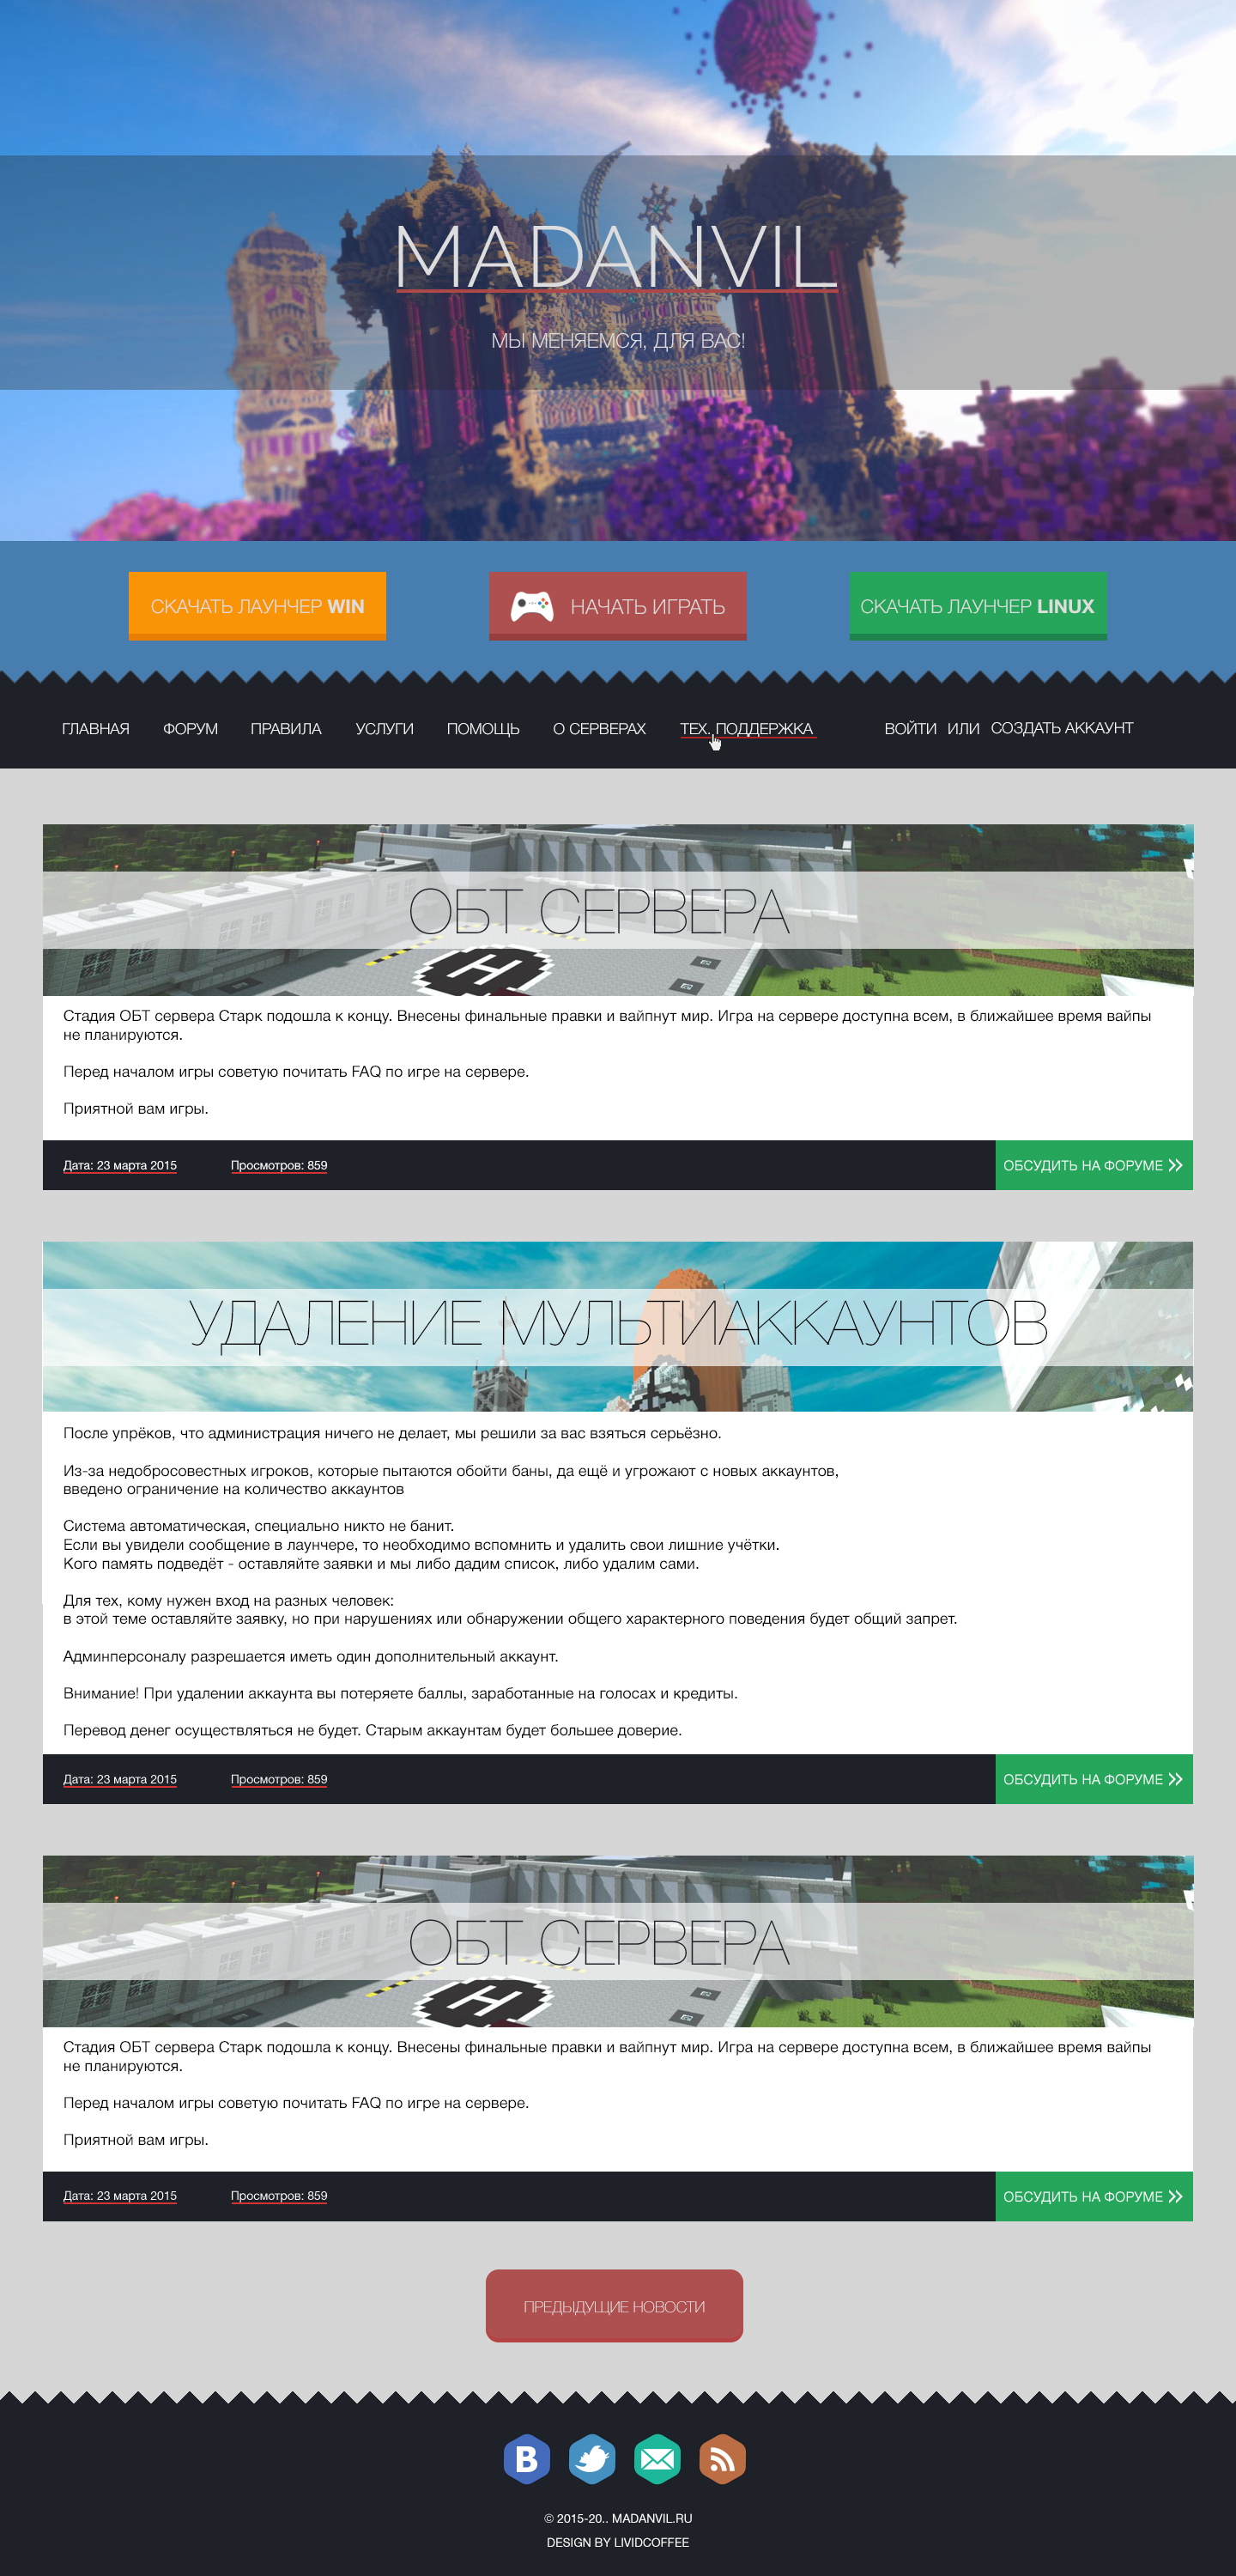 MADANVIL
МЫ МЕНЯЕМСЯ, ДЛЯ ВАС!
СКАЧАТЬ ЛАУНЧЕР WIN
НАЧАТЬ ИГРАТЬ
СКАЧАТЬ ЛАУНЧЕР LINUX
ГЛАВНАЯ ФОРУМ ПРАВИЛА УСЛУГИ ПОМОЩЬ О СЕРВЕРАХ ТЕХ. ПОДДЕРЖКА ВОЙТИ ИЛИ СОЗДАТЬ АККАУНТ
ОБТ СЕРВЕРА
H
Стадия ОБТ сервера Старк подошла к концу. Внесены финальные правки и вайпнут мир. Игра на сервере доступна всем, в ближайшее время вайпы
не планируются.
Перед началом игры советую почитать FAQ по игре на сервере.
Приятной вам игры.
Дата: 23 марта 2015 Просмотров: 859 ОБСУДИТЬ НА ФОРУМЕ
УДАЛЕНИЕ МУЛЬТИАККАУНТОВ
После упрёков, что администрация ничего не делает, мы решили за вас взяться серьёзно.
Из-за недобросовестных игроков, которые пытаются обойти баны, да ещё и угрожают с новых аккаунтов,
введено ограничение на количество аккаунтов
Система автоматическая, специально никто не банит.
Если вы увидели сообщение в лаунчере, то необходимо вспомнить и удалить свои лишние учётки.
Кого память подведёт - оставляйте заявки и мы либо дадим список, либо удалим сами.
Для тех, кому нужен вход на разных человек:
в этой теме оставляйте заявку, но при нарушениях или обнаружении общего характерного поведения будет общий запрет.
Админперсоналу разрешается иметь один дополнительный аккаунт.
Внимание! При удалении аккаунта вы потеряете баллы, заработанные на голосах и кредиты.
Перевод денег осуществляться не будет. Старым аккаунтам будет большее доверие.
Дата: 23 марта 2015 Просмотров: 859 ОБСУДИТЬ НА ФОРУМЕ
ОБТ СЕРВЕРА
H
Стадия ОБТ сервера Старк подошла к концу. Внесены финальные правки и вайпнут мир. Игра на сервере доступна всем, в ближайшее время вайпы
не планируются.
Перед началом игры советую почитать FAQ по игре на сервере.
Приятной вам игры.
Дата: 23 марта 2015 Просмотров: 859 ОБСУДИТЬ НА ФОРУМЕ
ПРЕДЫДУЩИЕ НОВОСТИ
В
© 2015-20.. MADANVIL.RU
DESIGN BY LIVIDCOFFEE